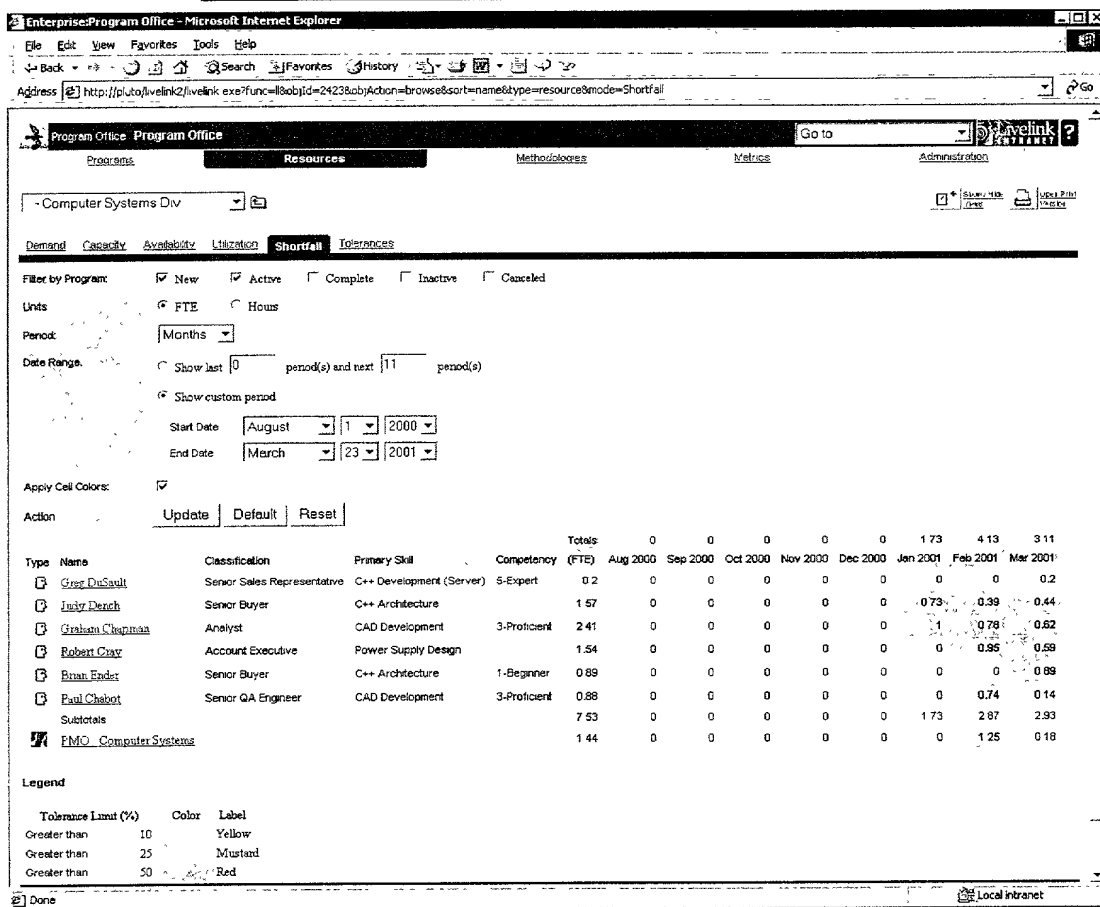 Enterprise:Program Office - Microsoft Internet Explorer
File Edit View Favorites Tools Help
Back Search Favorites History
Address http://pluto/livelink2/livelink exe?func=ll&objId=2423&objAction=browse&sort=name&type=resource&mode=Shortfall Go
Program Office Program Office Go to Livelink INTRANET ?
Programs Resources Methodologies Metrics Administration
- Computer Systems Div Show/Hide Open Print Version
Demand Capacity Availability Utilization Shortfall Tolerances
Filter by Program: New Active Complete Inactive Canceled
Units FTE Hours
Period: Months
Date Range. Show last 0 period(s) and next 11 period(s)
Show custom period
Start Date August 1 2000
End Date March 23 2001
Apply Cell Colors:
Action Update Default Reset
Totals 0 0 0 0 0 1 73 4 13 3 11
Type Name Classification Primary Skill Competency (FTE) Aug 2000 Sep 2000 Oct 2000 Nov 2000 Dec 2000 Jan 2001 Feb 2001 Mar 2001
Greg DuSault Senior Sales Representative C++ Development (Server) 5-Expert 0 2 0 0 0 0 0 0 0 0.2
Judy Dench Senior Buyer C++ Architecture 1 57 0 0 0 0 0 0 73 0.39 0.44
Graham Chapman Analyst CAD Development 3-Proficient 2 41 0 0 0 0 0 1 0 78 0.62
Robert Cray Account Executive Power Supply Design 1.54 0 0 0 0 0 0 0.95 0.59
Brian Ender Senior Buyer C++ Architecture 1-Beginner 0 89 0 0 0 0 0 0 0 0 89
Paul Chabot Senior QA Engineer CAD Development 3-Proficient 0.88 0 0 0 0 0 0 0.74 0 14
Subtotals 7 53 0 0 0 0 0 1 73 2 87 2.93
PMO Computer Systems 1 44 0 0 0 0 0 0 1 25 0 18
Legend
Tolerance Limit (%) Color Label
Greater than 10 Yellow
Greater than 25 Mustard
Greater than 50 Red
Done Local intranet